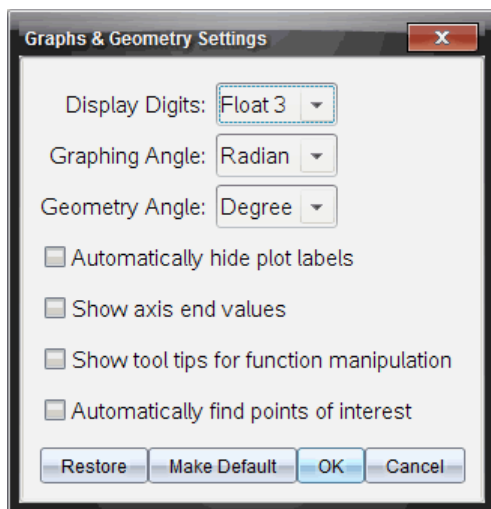 Graphs & Geometry Settings
x
Display Digits: Float 3
Graphing Angle: Radian
Geometry Angle: Degree
Automatically hide plot labels
Show axis end values
Show tool tips for function manipulation
Automatically find points of interest
Restore Make Default OK Cancel